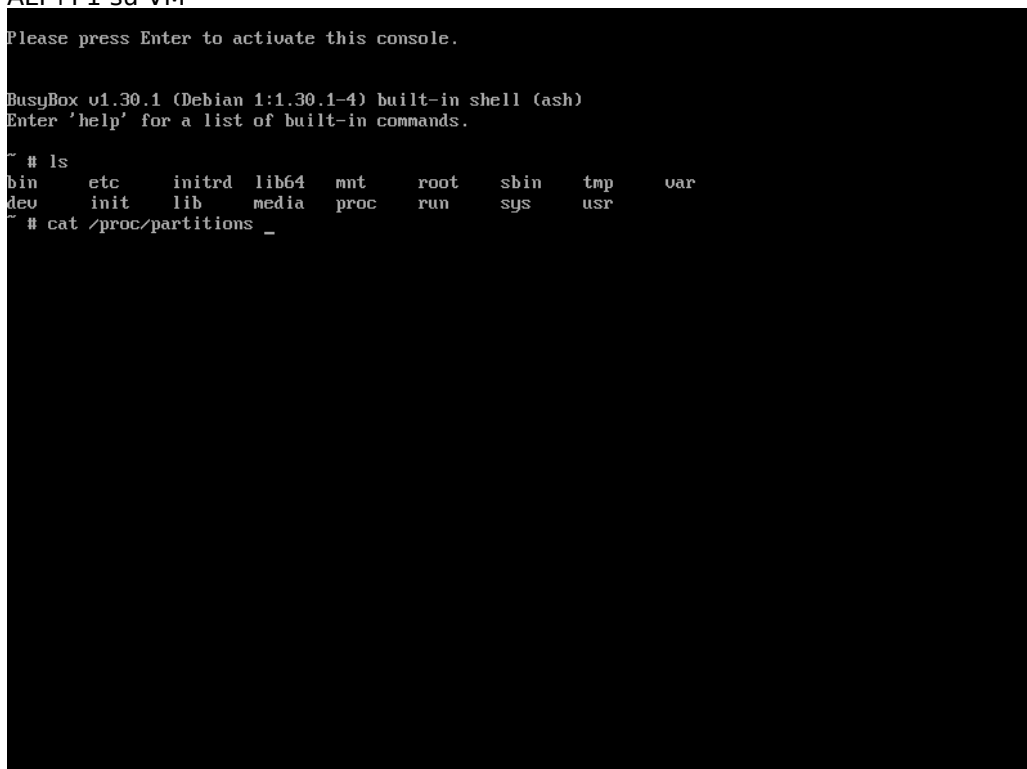 Please press Enter to activate this console.
BusyBox v1.30.1 (Debian 1:1.30.1-4) built-in shell (ash)
Enter 'help' for a list of built-in commands.
~ # ls
bin etc initrd lib64 mnt root sbin tmp var
dev init lib media proc run sys usr
~ # cat /proc/partitions _